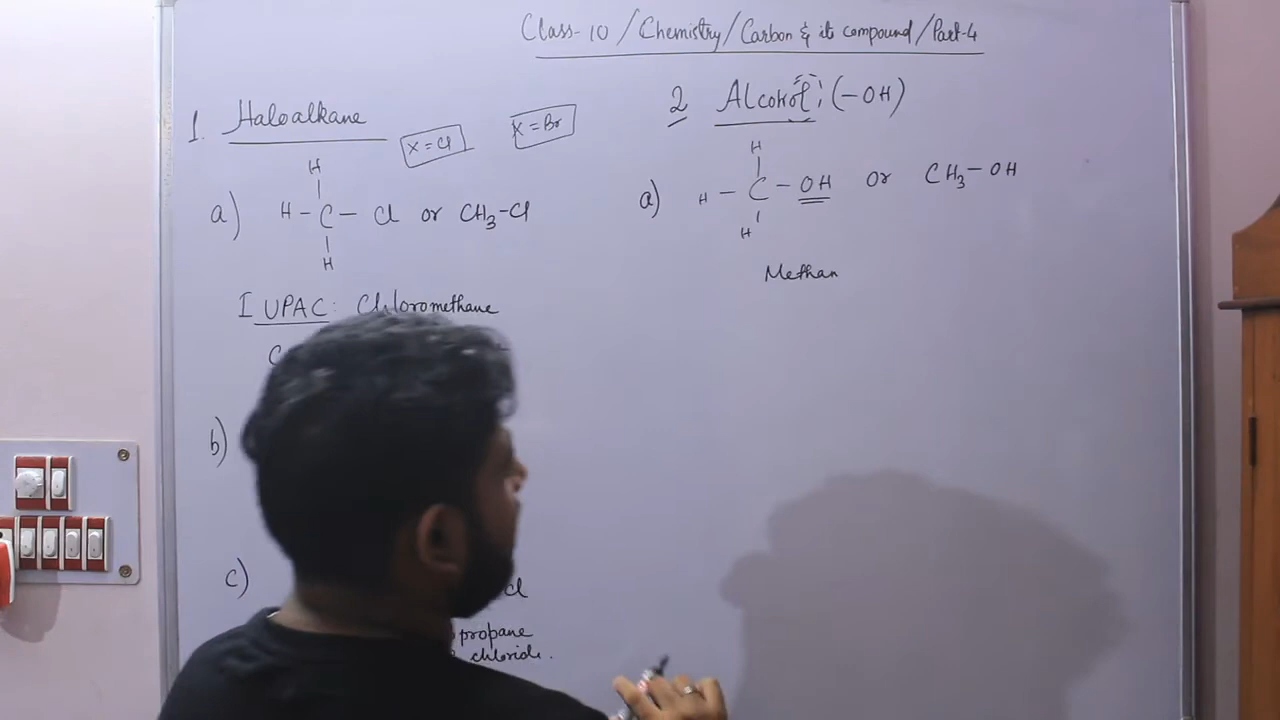 Class-10 / Chemistry / Carbon & it compound / Part-4
1. Haloalkane
X = Cl
X = Br
a)
H
H - C - Cl or CH3-Cl
H
IUPAC: Chloromethane
C
b)
c)
cl
propane
chloride.
2 Alcohol: (-OH)
a)
H
H - C - OH Or CH3-OH
H
Methan